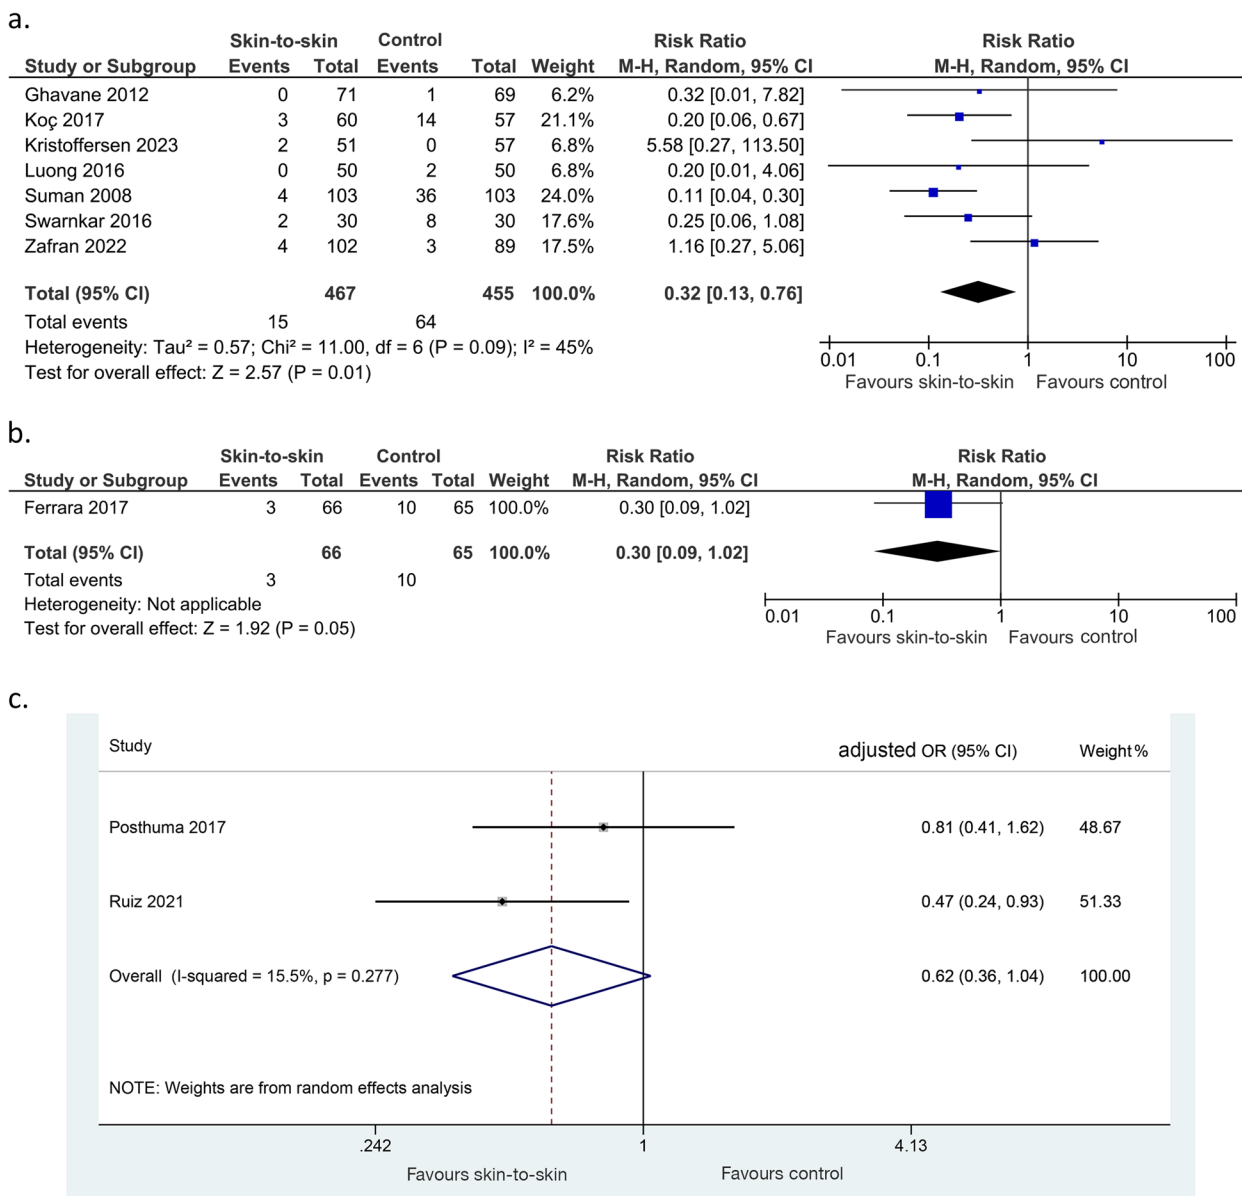 a.
Skin-to-skin Control Risk Ratio Risk Ratio
Study or Subgroup Events Total Events Total Weight M-H, Random, 95% CI M-H, Random, 95% CI
Ghavane 2012 0 71 1 69 6.2% 0.32 [0.01, 7.82]
Koç 2017 3 60 14 57 21.1% 0.20 [0.06, 0.67]
Kristoffersen 2023 2 51 0 57 6.8% 5.58 [0.27, 113.50]
Luong 2016 0 50 2 50 6.8% 0.20 [0.01, 4.06]
Suman 2008 4 103 36 103 24.0% 0.11 [0.04, 0.30]
Swarnkar 2016 2 30 8 30 17.6% 0.25 [0.06, 1.08]
Zafran 2022 4 102 3 89 17.5% 1.16 [0.27, 5.06]
Total (95% CI) 467 455 100.0% 0.32 [0.13, 0.76]
Total events 15 64
Heterogeneity: Tau² = 0.57; Chi² = 11.00, df = 6 (P = 0.09); I² = 45%
Test for overall effect: Z = 2.57 (P = 0.01)
0.01 0.1 1 10 100
Favours skin-to-skin Favours control
b.
Skin-to-skin Control Risk Ratio Risk Ratio
Study or Subgroup Events Total Events Total Weight M-H, Random, 95% CI M-H, Random, 95% CI
Ferrara 2017 3 66 10 65 100.0% 0.30 [0.09, 1.02]
Total (95% CI) 66 65 100.0% 0.30 [0.09, 1.02]
Total events 3 10
Heterogeneity: Not applicable
Test for overall effect: Z = 1.92 (P = 0.05)
0.01 0.1 1 10 100
Favours skin-to-skin Favours control
c.
Study adjusted OR (95% CI) Weight%
Posthuma 2017 0.81 (0.41, 1.62) 48.67
Ruiz 2021 0.47 (0.24, 0.93) 51.33
Overall (I-squared = 15.5%, p = 0.277) 0.62 (0.36, 1.04) 100.00
NOTE: Weights are from random effects analysis
.242 1 4.13
Favours skin-to-skin Favours control